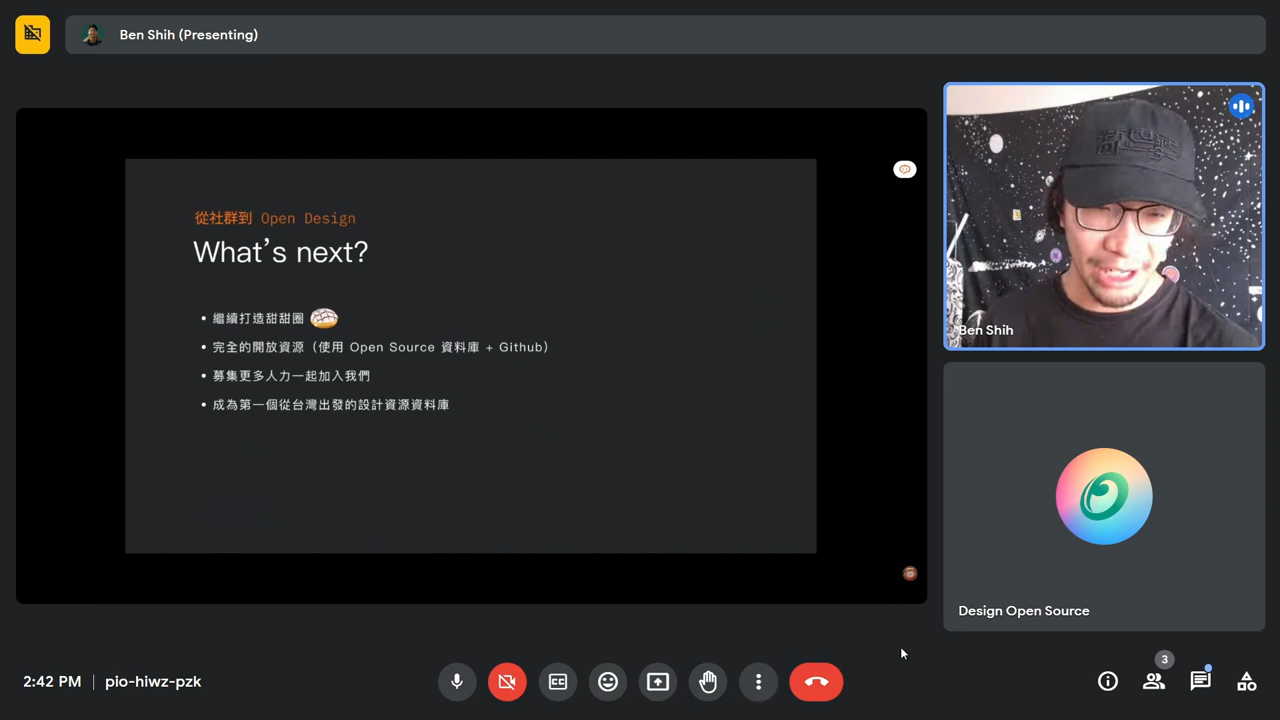 Ben Shih (Presenting)
從社群到 Open Design
What's next?
• 繼續打造甜甜圈
• 完全的開放資源（使用 Open Source 資料庫 + Github）
• 募集更多人力一起加入我們
• 成為第一個從台灣出發的設計資源資料庫
Ben Shih
Design Open Source
2:42 PM | pio-hiwz-pzk
CC
3